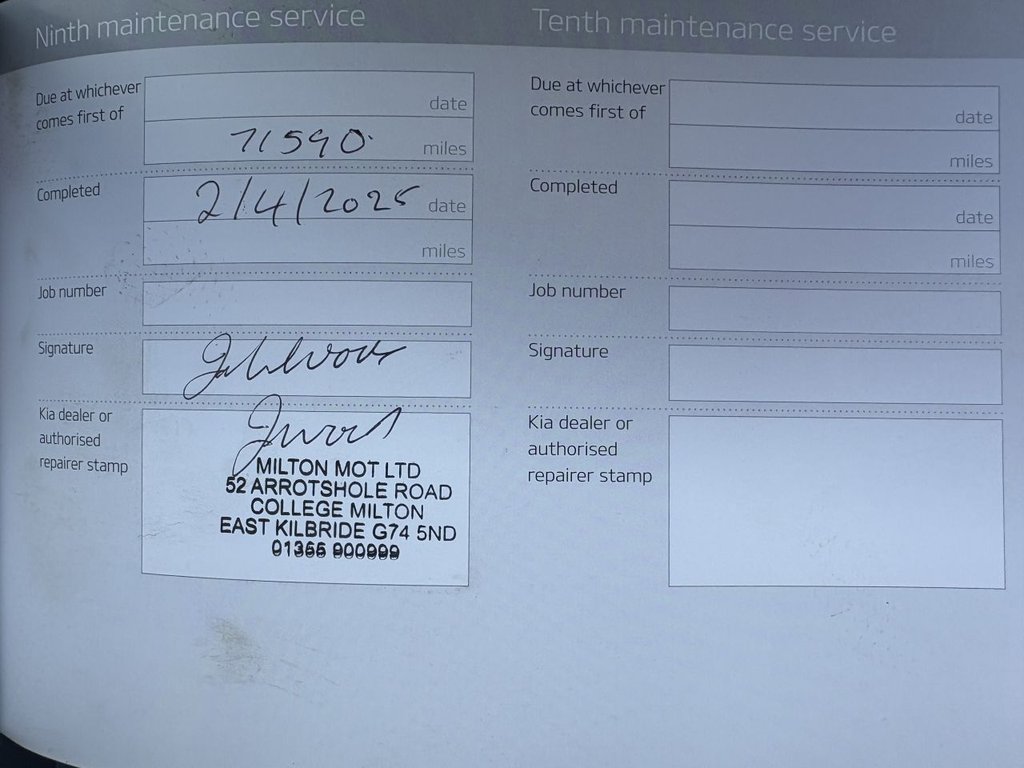 Ninth maintenance service
Due at whichever
comes first of
date
71590.
miles
Completed
2/4/2025
date
miles
Job number
Signature
Kia dealer or
authorised
repairer stamp
MILTON MOT LTD
52 ARROTSHOLE ROAD
COLLEGE MILTON
EAST KILBRIDE G74 5ND
Tenth maintenance service
Due at whichever
comes first of
date
miles
Completed
date
miles
Job number
Signature
Kia dealer or
authorised
repairer stamp